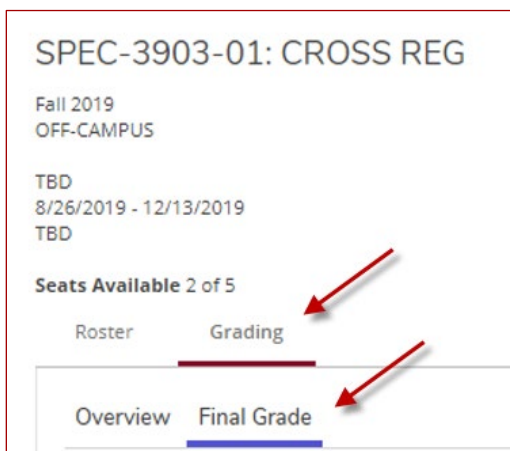 SPEC-3903-01: CROSS REG
Fall 2019
OFF-CAMPUS
TBD
8/26/2019 - 12/13/2019
TBD
Seats Available 2 of 5
Roster Grading
Overview Final Grade